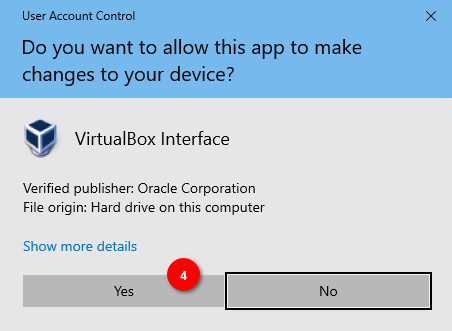 User Account Control
Do you want to allow this app to make
changes to your device?
VirtualBox Interface
Verified publisher: Oracle Corporation
File origin: Hard drive on this computer
Show more details
4
Yes
No